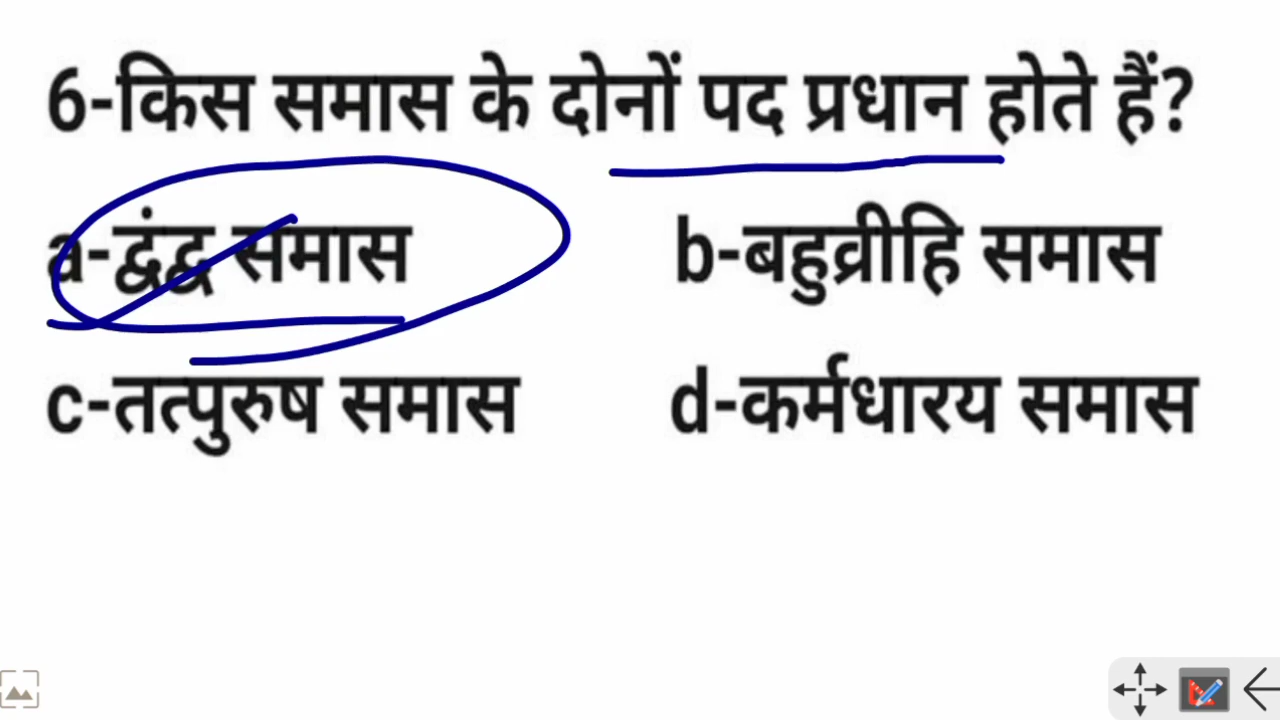 6-किस समास के दोनों पद प्रधान होते हैं?
a-द्वंद्व समास b-बहुव्रीहि समास
c-तत्पुरुष समास d-कर्मधारय समास